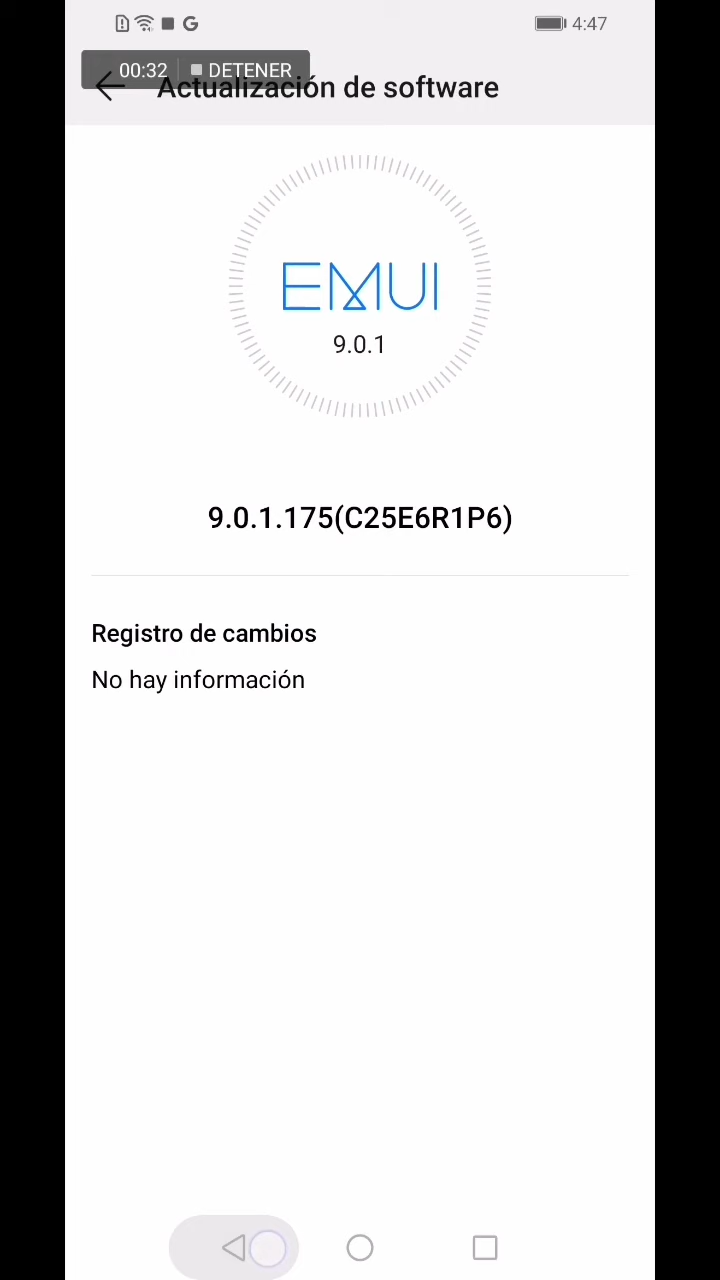 4:47
00:32 DETENER
Actualización de software
EMUI
9.0.1
9.0.1.175(C25E6R1P6)
Registro de cambios
No hay información